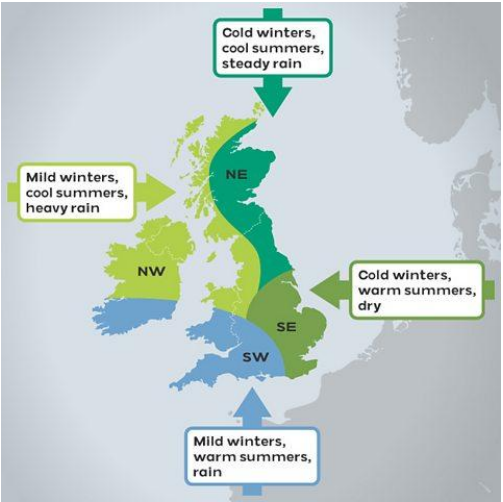 Cold winters,
cool summers,
steady rain
NE
Mild winters,
cool summers,
heavy rain
NW
Cold winters,
warm summers,
dry
SE
SW
Mild winters,
warm summers,
rain